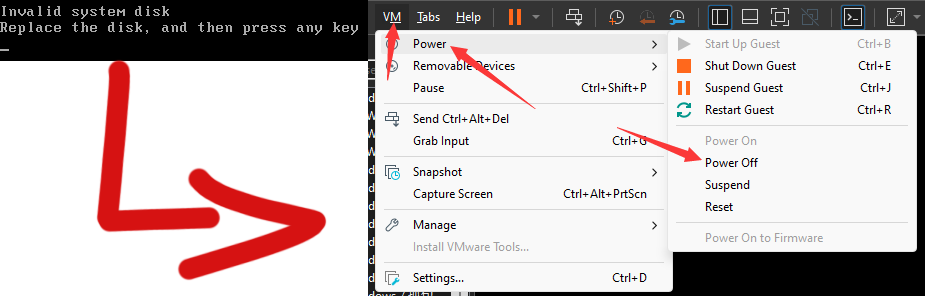 Invalid system disk
Replace the disk, and then press any key
VM Tabs Help
Power
Removable Devices
Pause Ctrl+Shift+P
Send Ctrl+Alt+Del
Grab Input Ctrl+G
Snapshot
Capture Screen Ctrl+Alt+PrtScn
Manage
Install VMware Tools...
Settings... Ctrl+D
Start Up Guest Ctrl+B
Shut Down Guest Ctrl+E
Suspend Guest Ctrl+J
Restart Guest Ctrl+R
Power On
Power Off
Suspend
Reset
Power On to Firmware